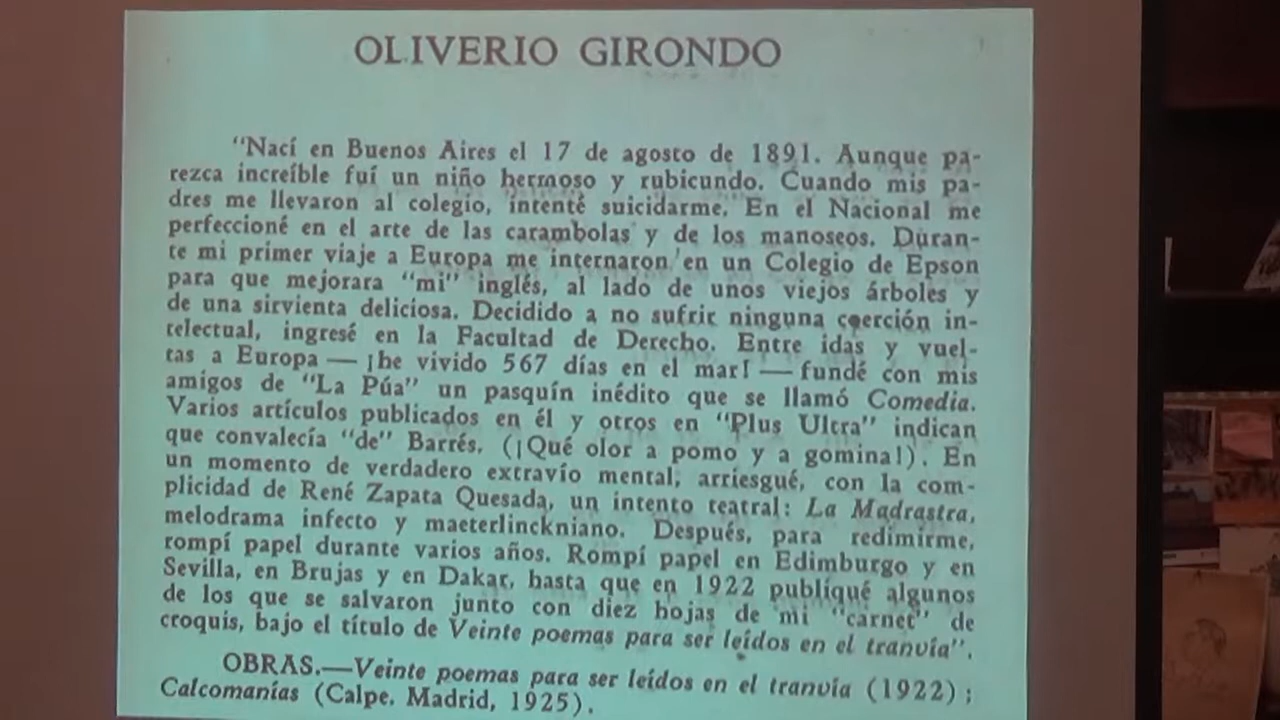 OLIVERIO GIRONDO
“Nací en Buenos Aires el 17 de agosto de 1891. Aunque pa-
rezca increíble fuí un niño hermoso y rubicundo. Cuando mis pa-
dres me llevaron al colegio, intenté suicidarme. En el Nacional me
perfeccioné en el arte de las carambolas y de los manoseos. Duran-
te mi primer viaje a Europa me internaron en un Colegio de Epson
para que mejorara “mi” inglés, al lado de unos viejos árboles y
de una sirvienta deliciosa. Decidido a no sufrir ninguna coerción in-
telectual, ingresé en la Facultad de Derecho. Entre idas y vuel-
tas a Europa — ¡he vivido 567 días en el mar! — fundé con mis
amigos de “La Púa” un pasquín inédito que se llamó Comedia.
Varios artículos publicados en él y otros en “Plus Ultra” indican
que convalecía “de” Barrés. (¡Qué olor a pomo y a gomina!). En
un momento de verdadero extravío mental, arriesgué, con la com-
plicidad de René Zapata Quesada, un intento teatral: La Madrastra,
melodrama infecto y maeterlinckniano. Después, para redimirme,
rompí papel durante varios años. Rompí papel en Edimburgo y en
Sevilla, en Brujas y en Dakar, hasta que en 1922 publiqué algunos
de los que se salvaron junto con diez hojas de mi “carnet” de
croquis, bajo el título de Veinte poemas para ser leídos en el tranvía”.
OBRAS.—Veinte poemas para ser leídos en el tranvía (1922);
Calcomanías (Calpe. Madrid, 1925).